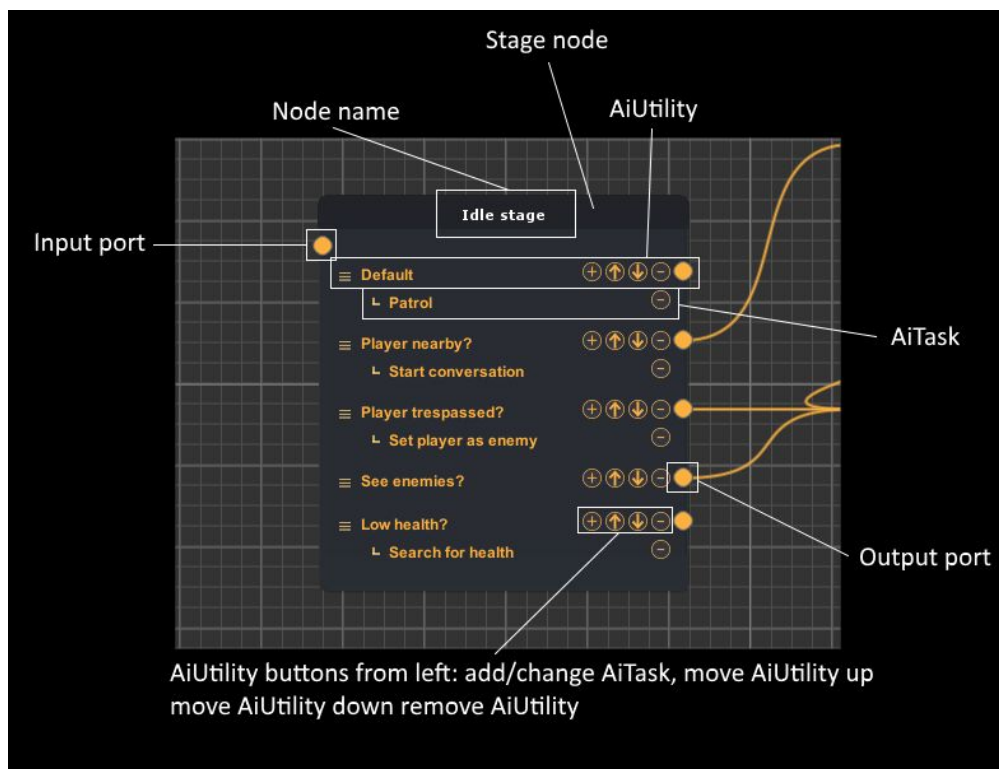 Stage node
Node name
AiUtility
Idle stage
Input port
Default
Patrol
AiTask
Player nearby?
Start conversation
Player trespassed?
Set player as enemy
See enemies?
Low health?
Search for health
Output port
AiUtility buttons from left: add/change AiTask, move AiUtility up
move AiUtility down remove AiUtility